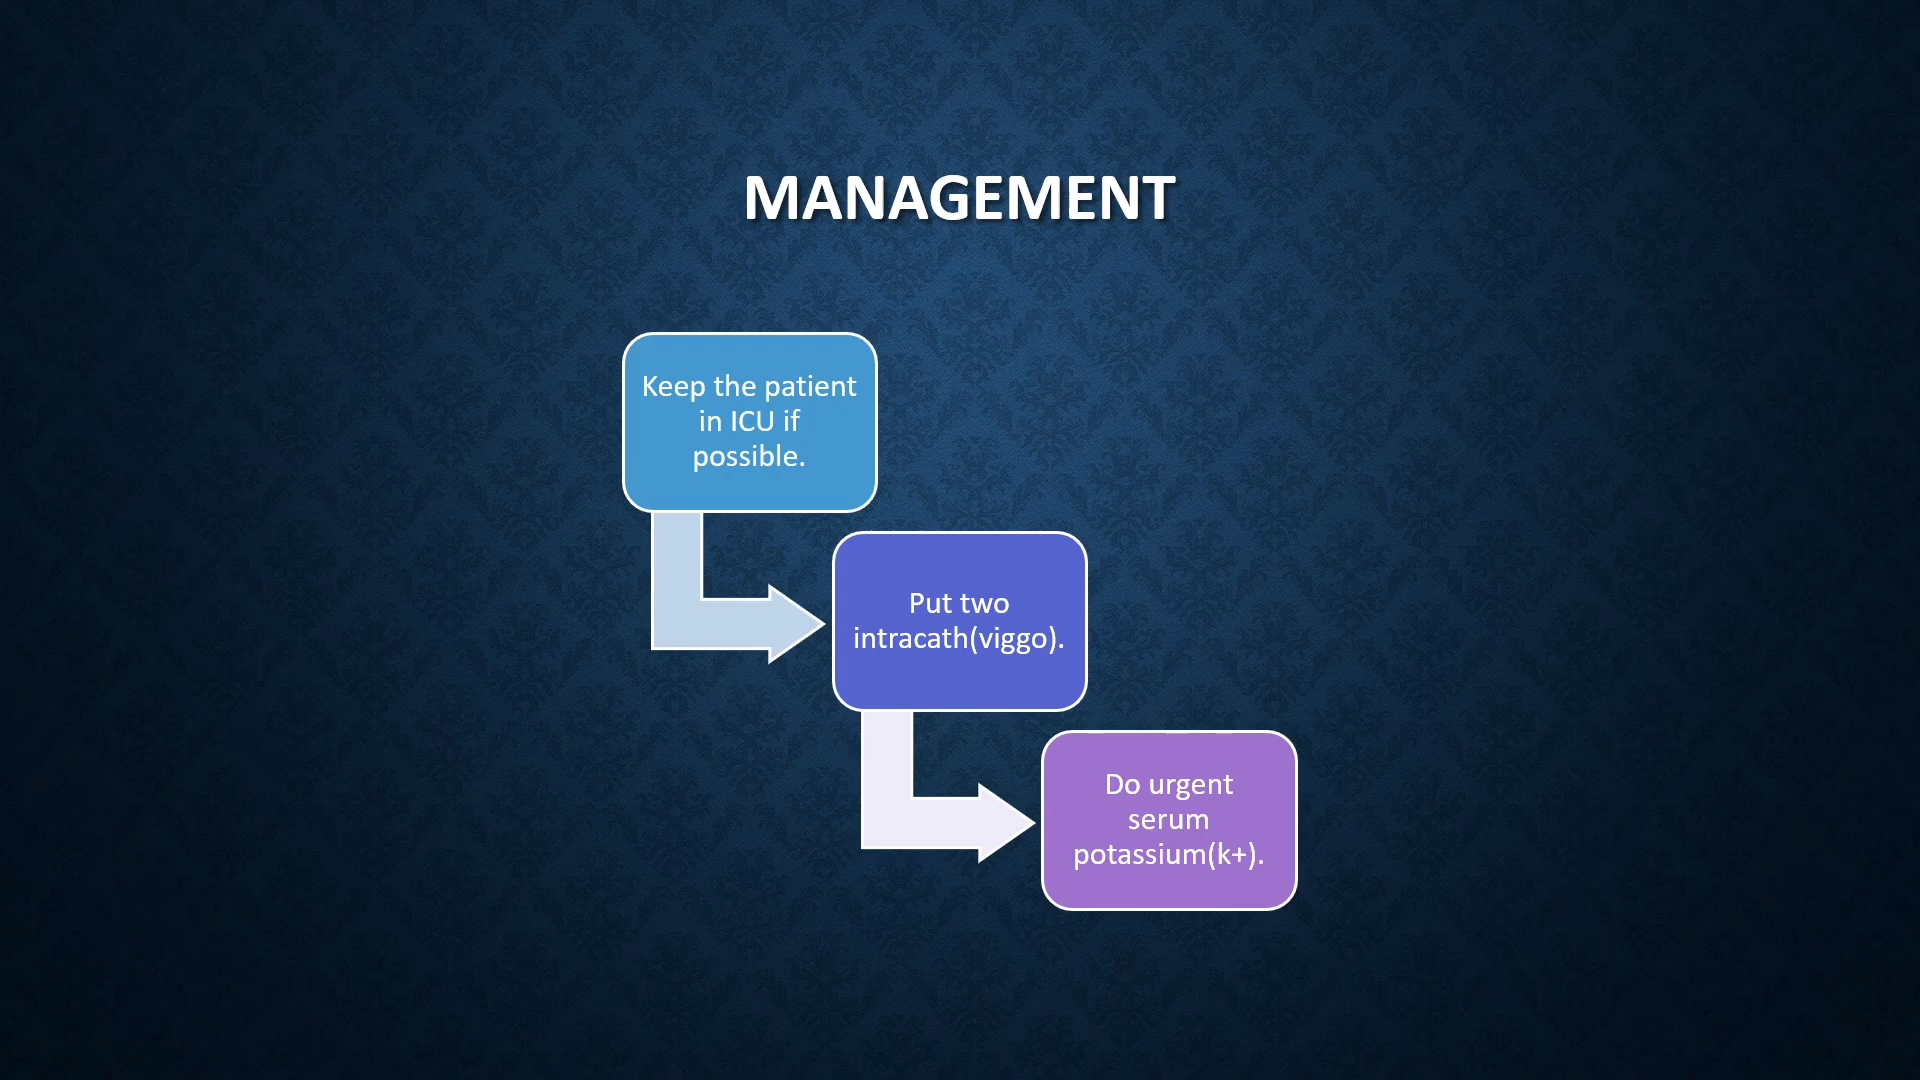 MANAGEMENT
Keep the patient
in ICU if
possible.
Put two
intracath(viggo).
Do urgent
serum
potassium(k+).